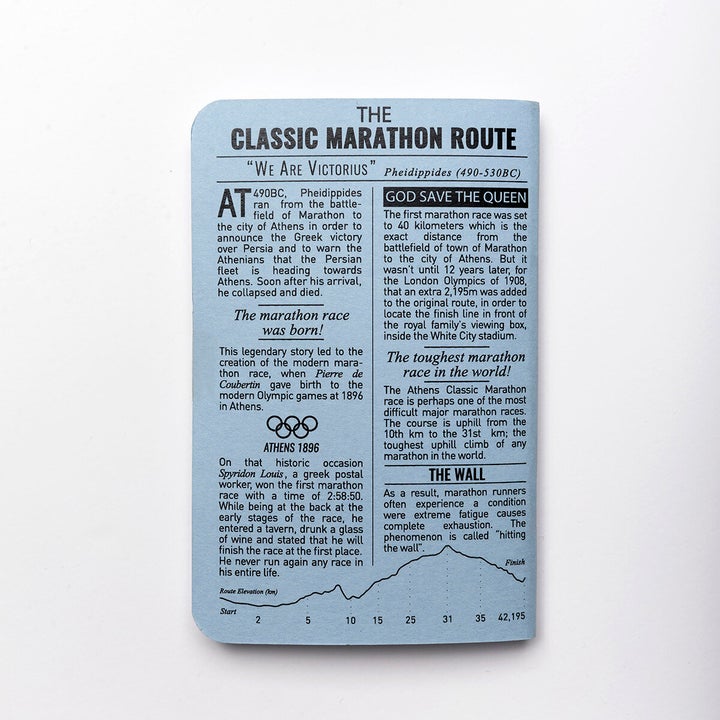 THE
CLASSIC MARATHON ROUTE
"WE ARE VICTORIUS" Pheidippides (490-530BC)
AT 490BC, Pheidippides
ran from the battle-
field of Marathon to
the city of Athens in order to
announce the Greek victory
over Persia and to warn the
Athenians that the Persian
fleet is heading towards
Athens. Soon after his arrival,
he collapsed and died.
The marathon race
was born!
This legendary story led to the
creation of the modern mara-
thon race, when Pierre de
Coubertin gave birth to the
modern Olympic games at 1896
in Athens.
ATHENS 1896
On that historic occasion
Spyridon Louis, a greek postal
worker, won the first marathon
race with a time of 2:58:50.
While being at the back at the
early stages of the race, he
entered a tavern, drunk a glass
of wine and stated that he will
finish the race at the first place.
He never run again any race in
his entire life.
GOD SAVE THE QUEEN
The first marathon race was set
to 40 kilometers which is the
exact distance from the
battlefield of town of Marathon
to the city of Athens. But it
wasn't until 12 years later, for
the London Olympics of 1908,
that an extra 2,195m was added
to the original route, in order to
locate the finish line in front of
the royal family's viewing box,
inside the White City stadium.
The toughest marathon
race in the world!
The Athens Classic Marathon
race is perhaps one of the most
difficult major marathon races.
The course is uphill from the
10th km to the 31st km; the
toughest uphill climb of any
marathon in the world.
THE WALL
As a result, marathon runners
often experience a condition
were extreme fatigue causes
complete exhaustion. The
phenomenon is called "hitting
the wall".
Finish
Route Elevation (km)
Start
2 5 10 15 25 31 35 42,195